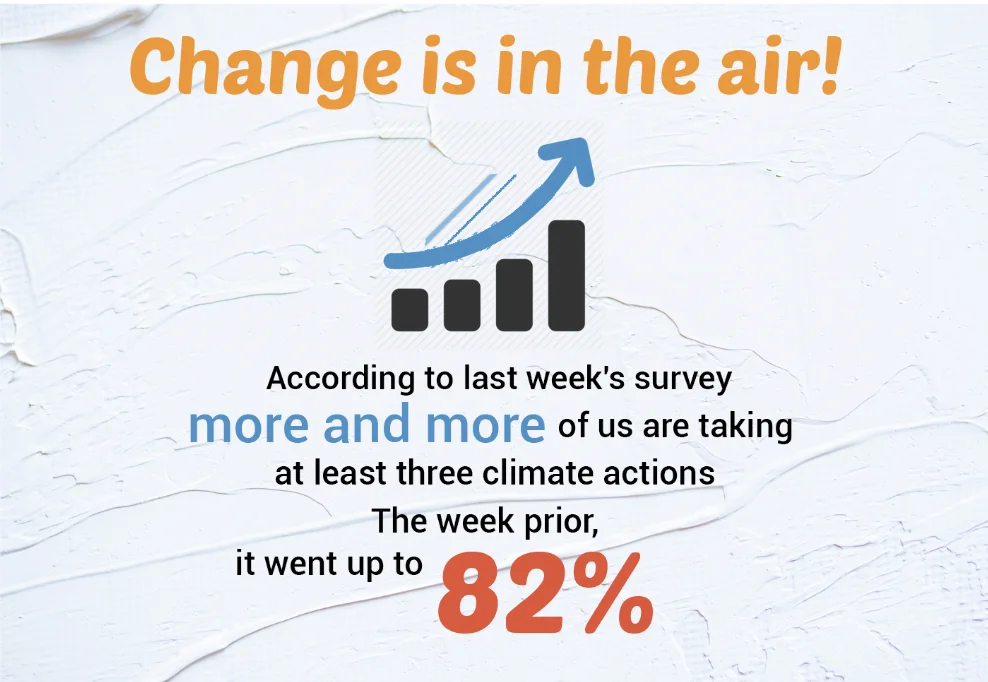 Change is in the air!
According to last week's survey
more and more of us are taking
at least three climate actions
The week prior,
it went up to 82%